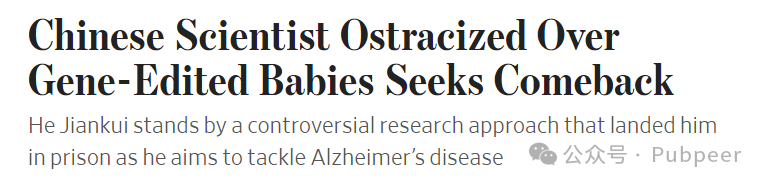 Chinese Scientist Ostracized Over
Gene-Edited Babies Seeks Comeback
He Jiankui stands by a controversial research approach that landed him
in prison as he aims to tackle Alzheimer’s disease
公众号 · Pubpeer